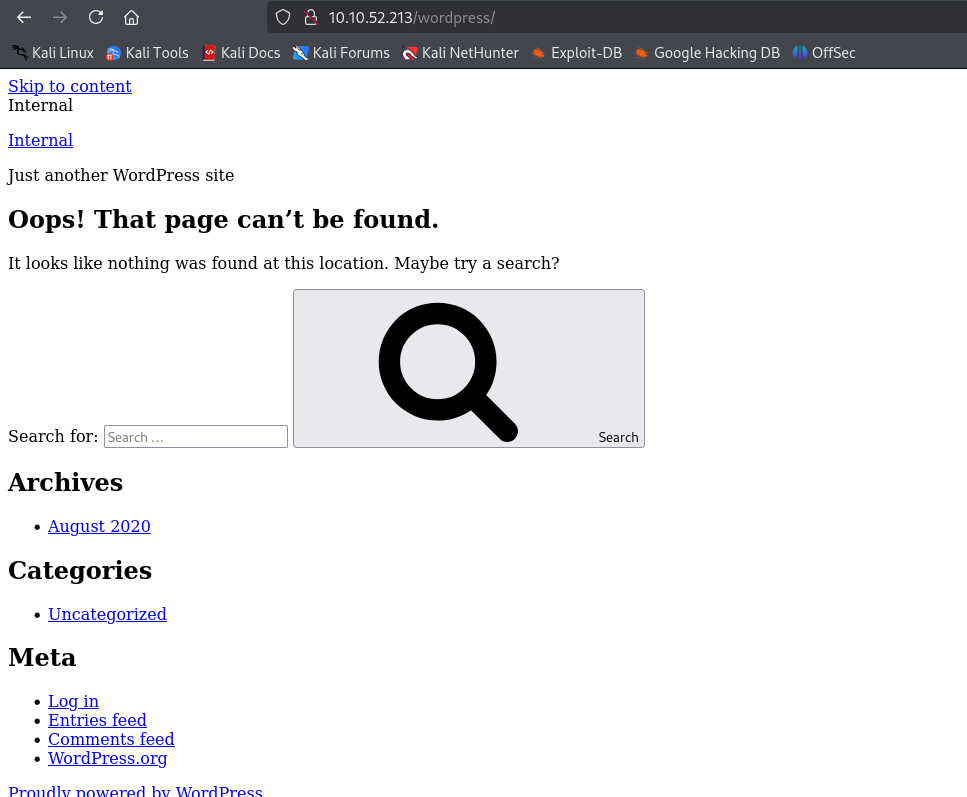 10.10.52.213/wordpress/
Kali Linux Kali Tools Kali Docs Kali Forums Kali NetHunter Exploit-DB Google Hacking DB OffSec
Skip to content
Internal
Internal
Just another WordPress site
Oops! That page can’t be found.
It looks like nothing was found at this location. Maybe try a search?
Search for: Search … Search
Archives
• August 2020
Categories
• Uncategorized
Meta
• Log in
• Entries feed
• Comments feed
• WordPress.org
Proudly powered by WordPress